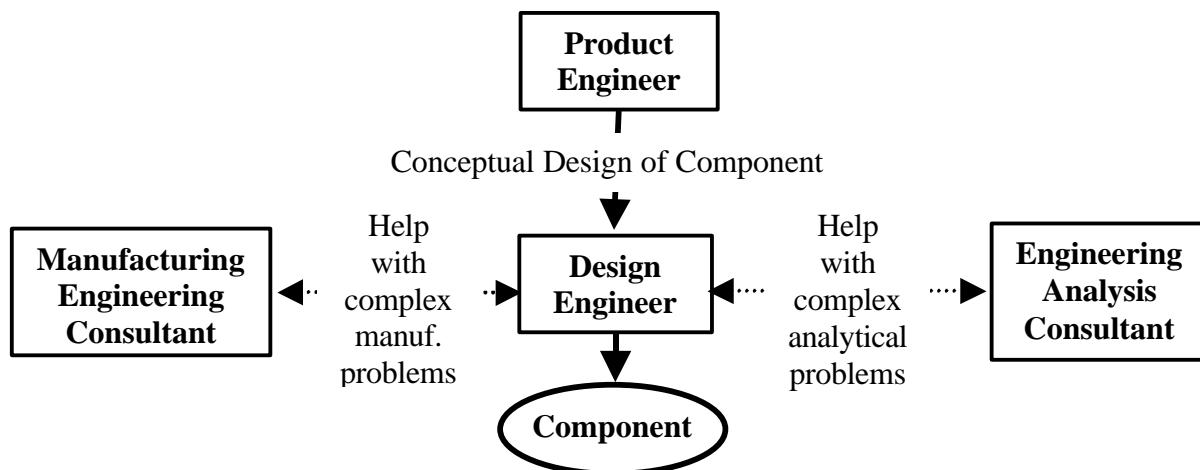 Product
Engineer
Conceptual Design of Component
Manufacturing
Engineering
Consultant
Help
with
complex
manuf.
problems
Design
Engineer
Help
with
complex
analytical
problems
Engineering
Analysis
Consultant
Component